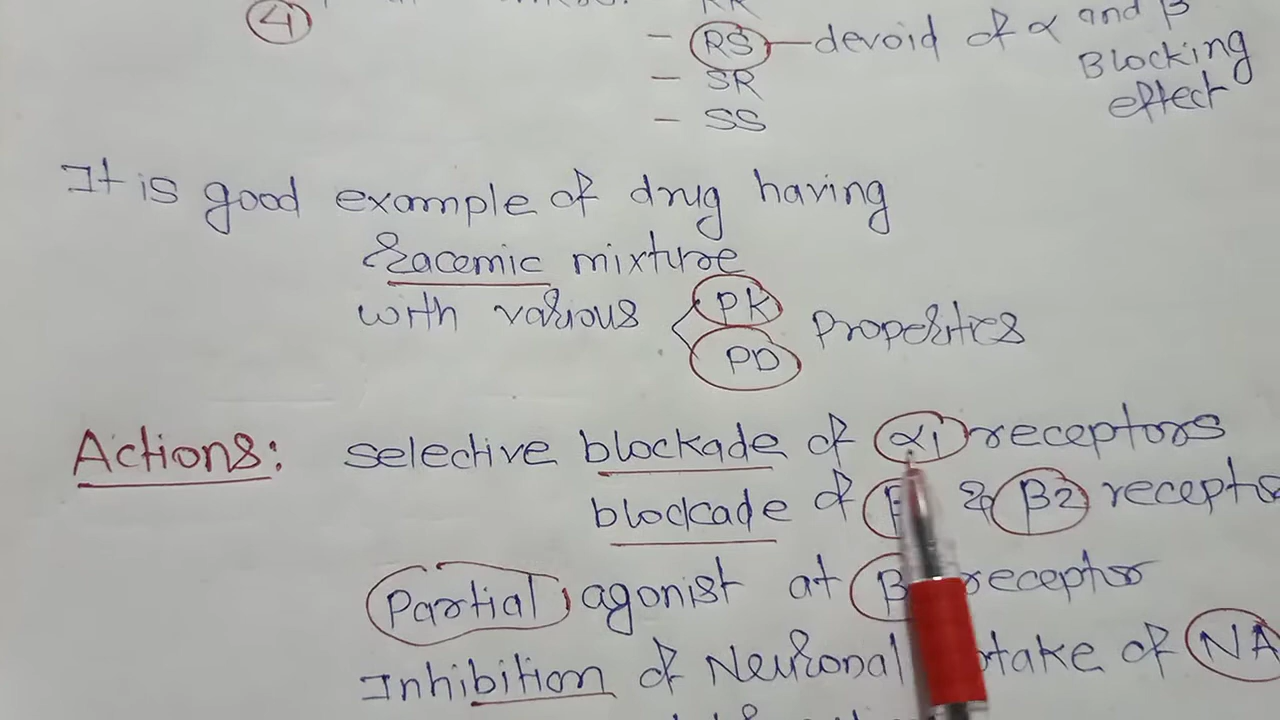 4
- RS — devoid of α and β
Blocking
effect
- SR
- SS
It is good example of drug having
Racemic mixture
with various PK
PD Properties
Actions: selective blockade of α1 receptors
blockade of & β2
Partial agonist at receptor
Inhibition of Neuronal of NA